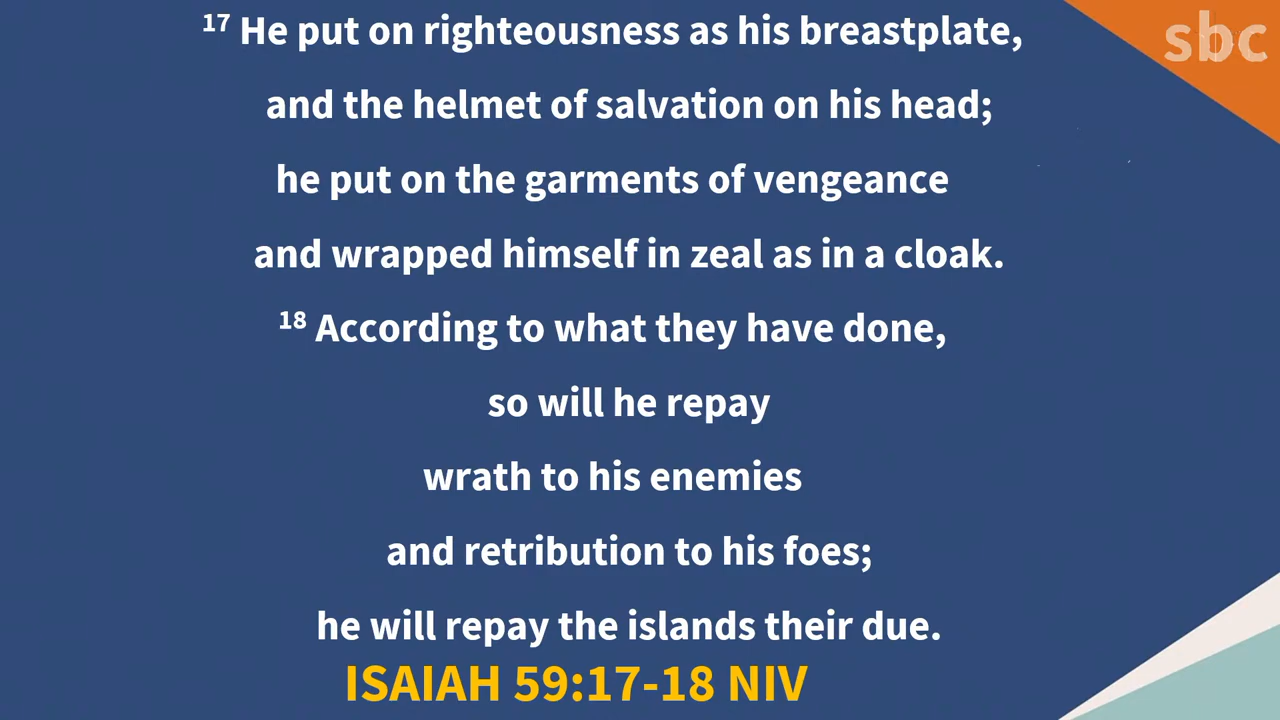 17 He put on righteousness as his breastplate,
sbc
and the helmet of salvation on his head;
he put on the garments of vengeance
and wrapped himself in zeal as in a cloak.
18 According to what they have done,
so will he repay
wrath to his enemies
and retribution to his foes;
he will repay the islands their due.
ISAIAH 59:17-18 NIV